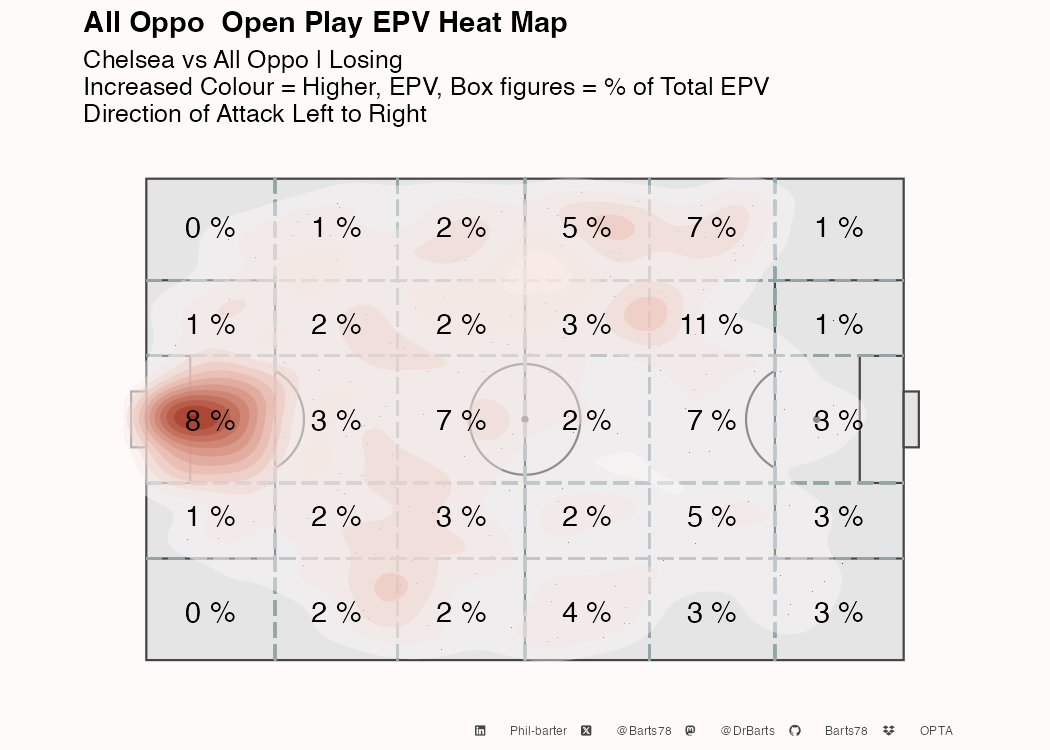 All Oppo  Open Play EPV Heat Map
Chelsea vs All Oppo | Losing
Increased Colour = Higher, EPV, Box figures = % of Total EPV
Direction of Attack Left to Right
0 % 1 % 2 % 5 % 7 % 1 %
1 % 2 % 2 % 3 % 11 % 1 %
8 % 3 % 7 % 2 % 7 % 3 %
1 % 2 % 3 % 2 % 5 % 3 %
0 % 2 % 2 % 4 % 3 % 3 %
Phil-barter @Barts78 @DrBarts Barts78 OPTA